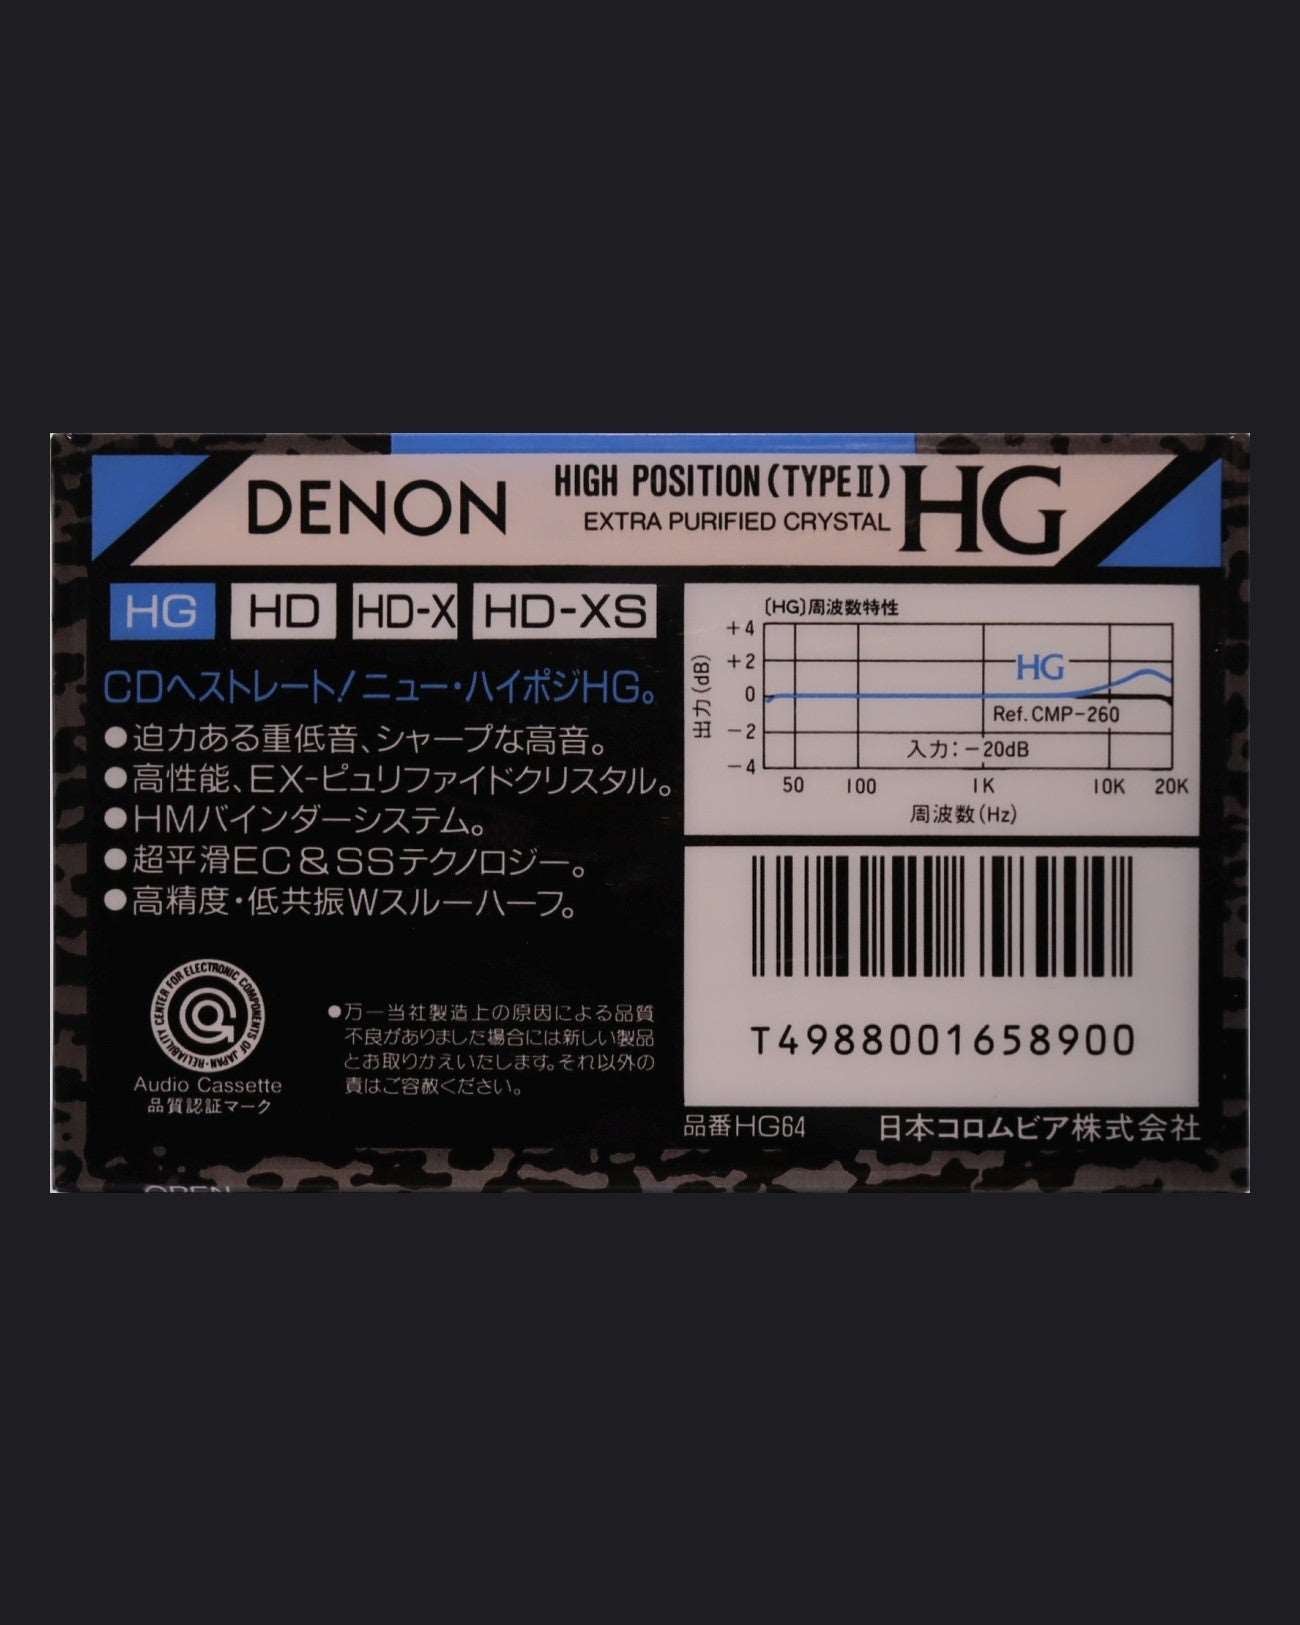 DENON
HIGH POSITION (TYPE II)
EXTRA PURIFIED CRYSTAL
HG
HG HD HD-X HD-XS
CDへストレート!ニュー・ハイポジHG。
●迫力ある重低音、シャープな高音。
●高性能、EX-ピュリファイドクリスタル。
●HMバインダーシステム。
●超平滑EC&SSテクノロジー。
●高精度・低共振Wスルーハーフ。
RELIABILITY CENTER FOR ELECTRONIC COMPONENTS OF JAPAN
Audio Cassette
品質認証マーク
●万一当社製造上の原因による品質
不良がありました場合には新しい製品
とお取りかえいたします。それ以外の
責はご容赦ください。
〔HG〕周波数特性
出力(dB)
+4
+2
0
-2
-4
HG
Ref. CMP-260
入力:-20dB
50 100 1K 10K 20K
周波数(Hz)
T4988001658900
品番HG64
日本コロムビア株式会社
OPEN